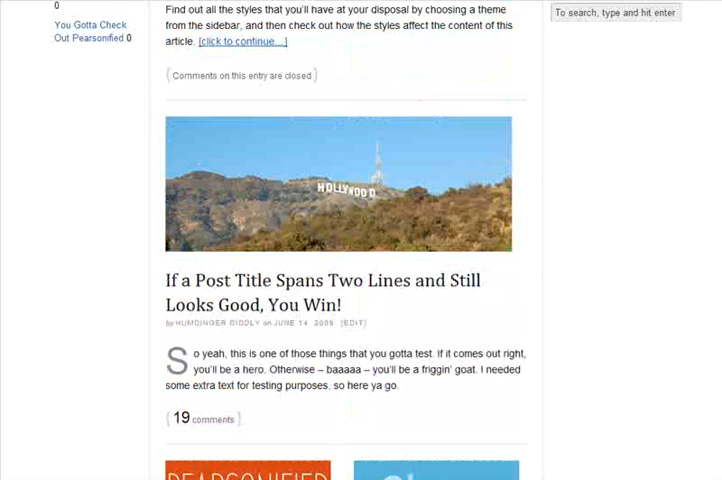 0
You Gotta Check
Out Pearsonified 0
Find out all the styles that you'll have at your disposal by choosing a theme
from the sidebar, and then check out how the styles affect the content of this
article. [click to continue…]
{ Comments on this entry are closed }
To search, type and hit enter
HOLLYWOOD
If a Post Title Spans Two Lines and Still
Looks Good, You Win!
by HUMDINGER DIDDLY on JUNE 14, 2008 [EDIT]
So yeah, this is one of those things that you gotta test. If it comes out right,
you'll be a hero. Otherwise – baaaaa – you'll be a friggin' goat. I needed
some extra text for testing purposes, so here ya go.
{ 19 comments }
PEARSONIFIED